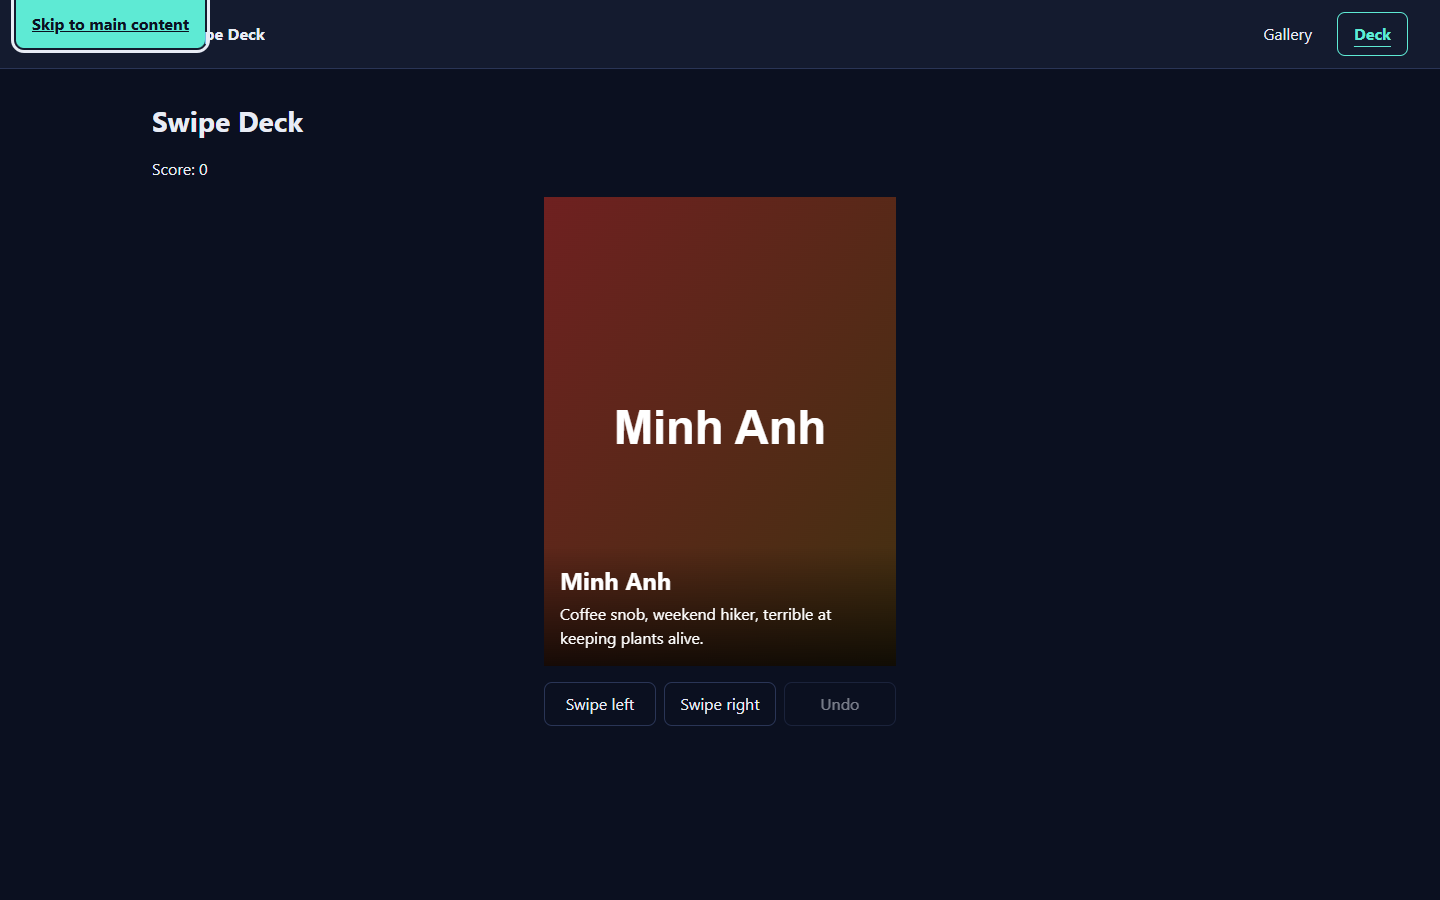 Skip to main content
pe Deck
Gallery
Deck
Swipe Deck
Score: 0
Minh Anh
Minh Anh
Coffee snob, weekend hiker, terrible at
keeping plants alive.
Swipe left
Swipe right
Undo